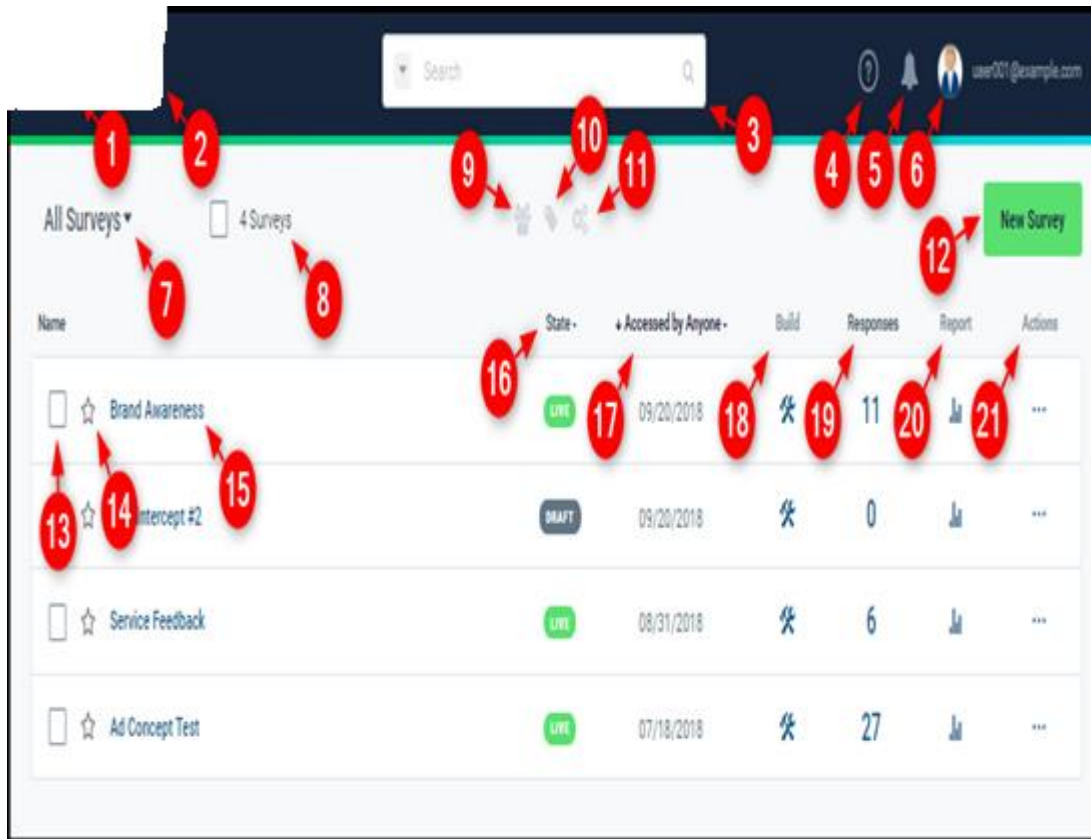 Search
user001@example.com
1
2
3
4
5
6
9
10
11
All Surveys
4 Surveys
New Survey
7
8
12
Name
State
Accessed by Anyone
Build
Responses
Report
Actions
16
17
18
19
20
21
Brand Awareness
LIVE
09/20/2018
11
13
14
15
Intercept #2
DRAFT
09/20/2018
0
Service Feedback
LIVE
08/31/2018
6
Ad Concept Test
LIVE
07/18/2018
27